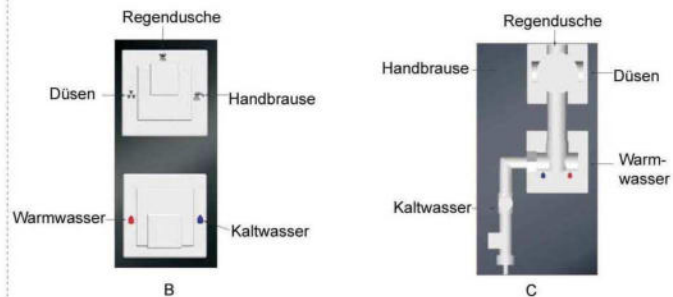 Regendusche
Düsen
Handbrause
Warmwasser
Kaltwasser
B
Regendusche
Handbrause
Düsen
Warm-
wasser
Kaltwasser
C